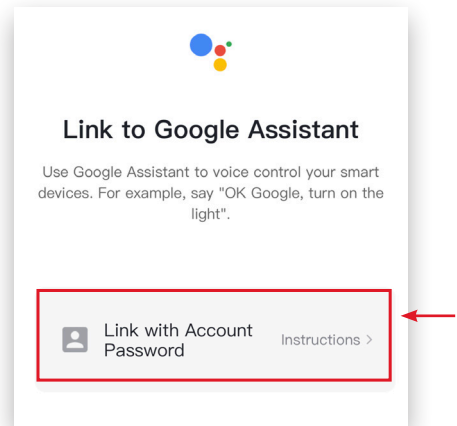 Link to Google Assistant
Use Google Assistant to voice control your smart
devices. For example, say "OK Google, turn on the
light".
Link with Account
Password
Instructions >